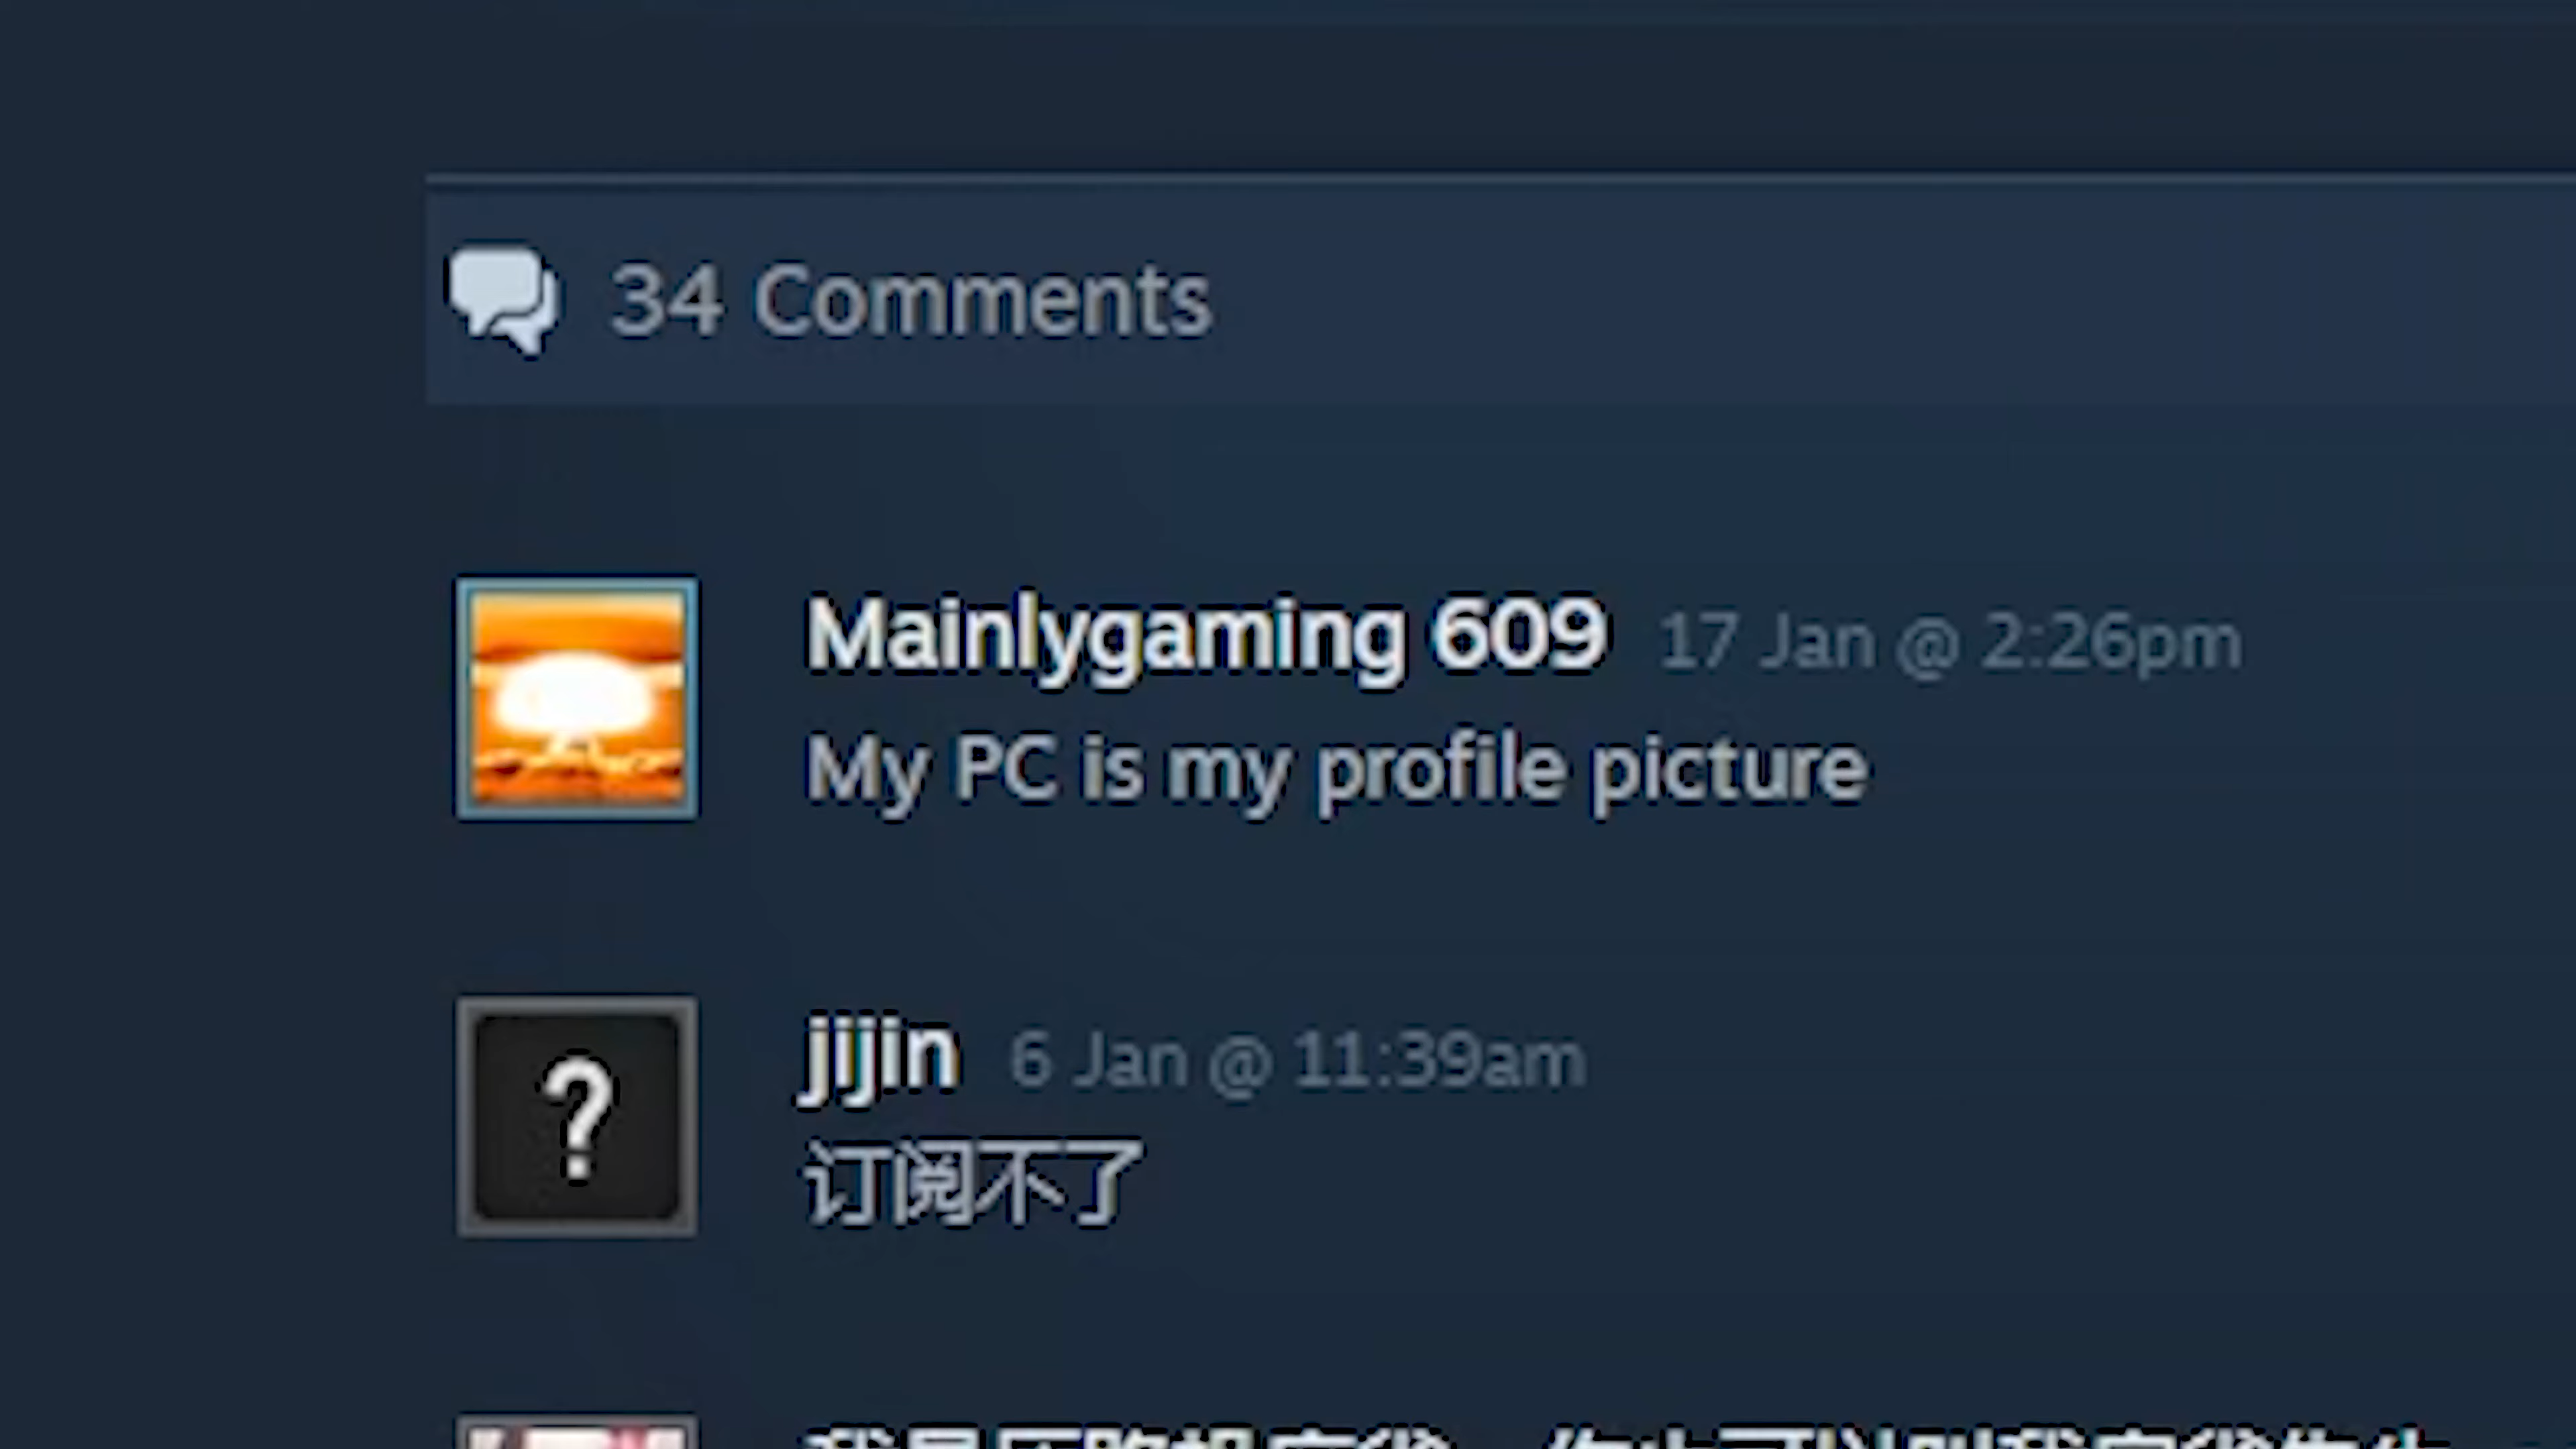 34 Comments
Mainlygaming 609 17 Jan @ 2:26pm
My PC is my profile picture
?
jijin 6 Jan @ 11:39am
订阅不了